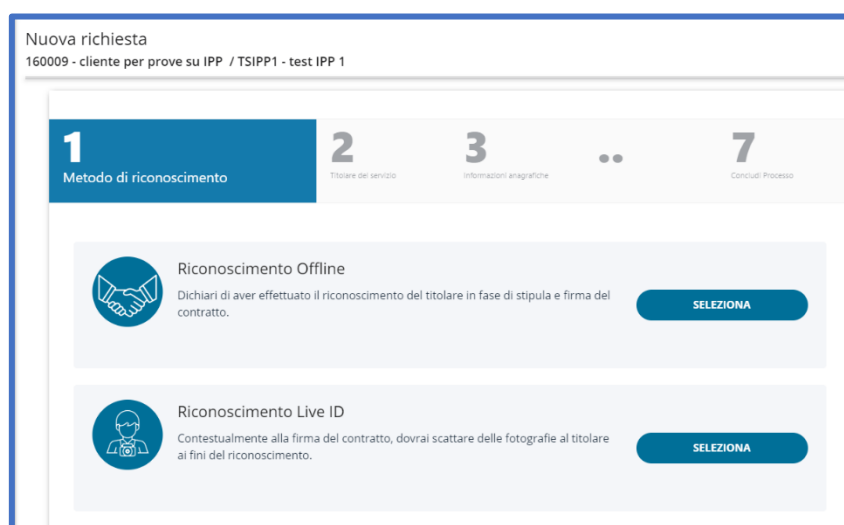 Nuova richiesta
160009 - cliente per prove su IPP / TSIPP1 - test IPP 1
1
Metodo di riconoscimento
2
Titolare del servizio
3
Informazioni anagrafiche
..
7
Concludi Processo
Riconoscimento Offline
Dichiari di aver effettuato il riconoscimento del titolare in fase di stipula e firma del
contratto.
SELEZIONA
Riconoscimento Live ID
Contestualmente alla firma del contratto, dovrai scattare delle fotografie al titolare
ai fini del riconoscimento.
SELEZIONA